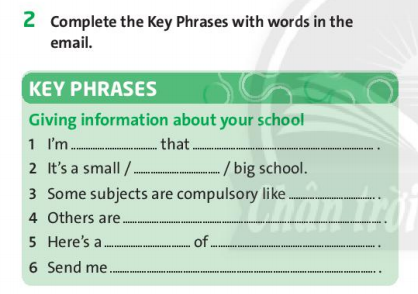 2 Complete the Key Phrases with words in the
email.
KEY PHRASES
Giving information about your school
1 I'm .............................. that .............................................................. .
2 It's a small / .............................. / big school.
3 Some subjects are compulsory like .............................. .
4 Others are .......................................................................................... .
5 Here's a .............................. of ........................................................ .
6 Send me .............................................................................................. .
Chân trời